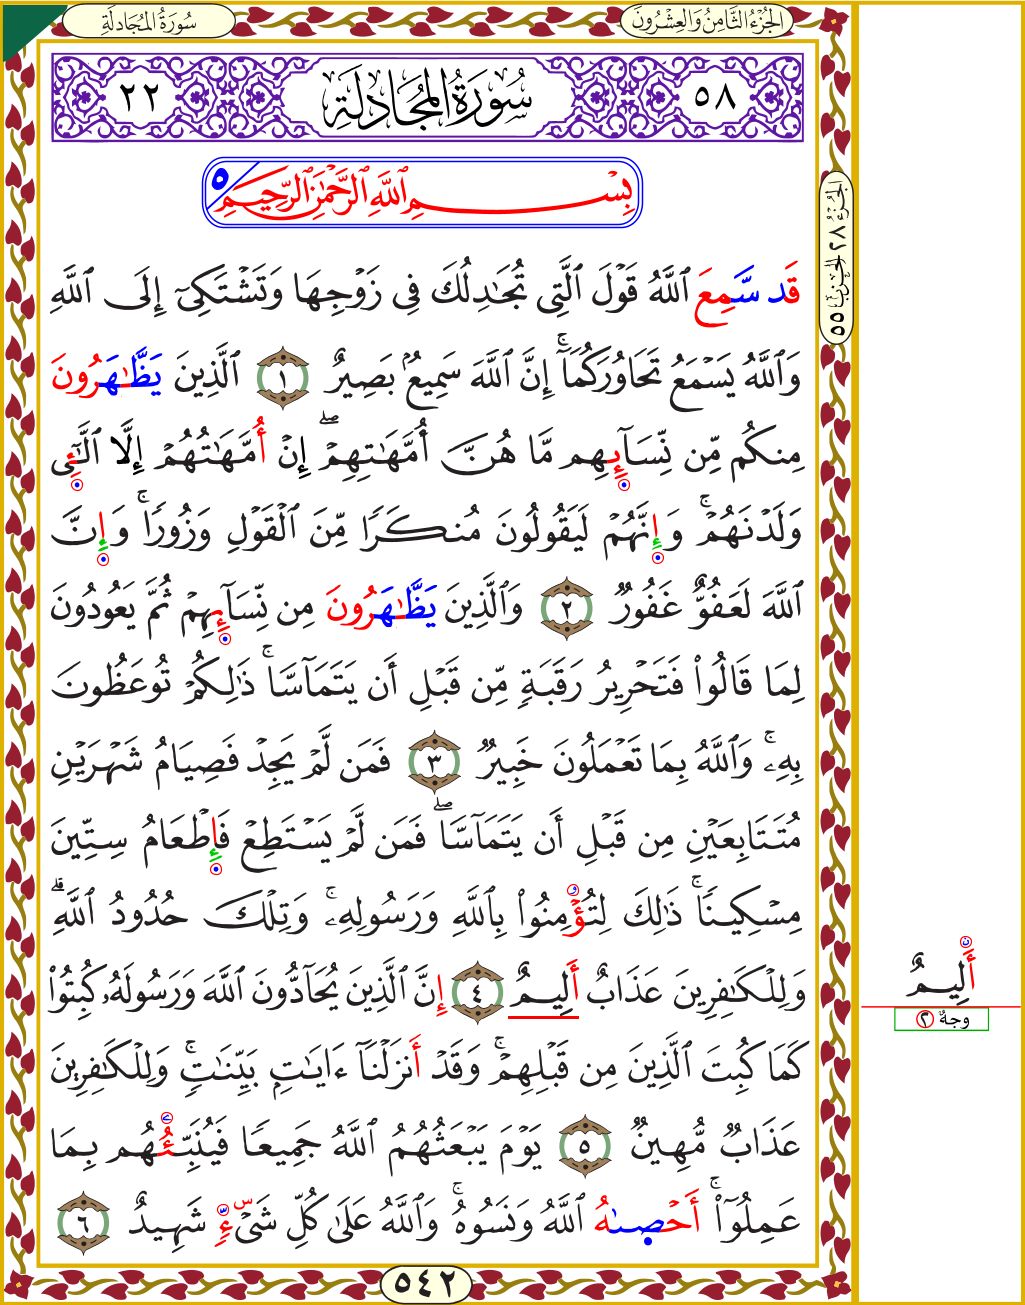 سُورَةُ المُجَادلَةِ
الجُزْءُ الثَّامِنُ وَالعِشْرُونَ
٥٨
سُورَةُ المُجَادلَةِ
٢٢
بِسْمِ ٱللَّهِ ٱلرَّحْمَٰنِ ٱلرَّحِيمِ
٥
قَد سَّمِعَ ٱللَّهُ قَوْلَ ٱلَّتِى تُجَٰدِلُكَ فِى زَوْجِهَا وَتَشْتَكِىٓ إِلَى ٱللَّهِ
وَٱللَّهُ يَسْمَعُ تَحَاوُرَكُمَآ ۚ إِنَّ ٱللَّهَ سَمِيعُۢ بَصِيرٌ ١ ٱلَّذِينَ يَظَّٰهَرُونَ
مِنكُم مِّن نِّسَآئِهِم مَّا هُنَّ أُمَّهَٰتِهِمْ ۖ إِنْ أُمَّهَٰتُهُمْ إِلَّا ٱلَّٰٓئِى
وَلَدْنَهُمْ ۚ وَإِنَّهُمْ لَيَقُولُونَ مُنكَرًا مِّنَ ٱلْقَوْلِ وَزُورًا ۚ وَإِنَّ
ٱللَّهَ لَعَفُوٌّ غَفُورٌ ٢ وَٱلَّذِينَ يَظَّٰهَرُونَ مِن نِّسَآئِهِمْ ثُمَّ يَعُودُونَ
لِمَا قَالُوا۟ فَتَحْرِيرُ رَقَبَةٍ مِّن قَبْلِ أَن يَتَمَآسَّا ۚ ذَٰلِكُمْ تُوعَظُونَ
بِهِۦ ۚ وَٱللَّهُ بِمَا تَعْمَلُونَ خَبِيرٌ ٣ فَمَن لَّمْ يَجِدْ فَصِيَامُ شَهْرَيْنِ
مُتَتَابِعَيْنِ مِن قَبْلِ أَن يَتَمَآسَّا ۖ فَمَن لَّمْ يَسْتَطِعْ فَإِطْعَامُ سِتِّينَ
مِسْكِينًا ۚ ذَٰلِكَ لِتُؤْمِنُوا۟ بِٱللَّهِ وَرَسُولِهِۦ ۚ وَتِلْكَ حُدُودُ ٱللَّهِ ۗ
وَلِلْكَٰفِرِينَ عَذَابٌ أَلِيمٌ ٤ إِنَّ ٱلَّذِينَ يُحَآدُّونَ ٱللَّهَ وَرَسُولَهُۥ كُبِتُوا۟
كَمَا كُبِتَ ٱلَّذِينَ مِن قَبْلِهِمْ ۚ وَقَدْ أَنزَلْنَآ ءَايَٰتٍۭ بَيِّنَٰتٍ ۚ وَلِلْكَٰفِرِينَ
عَذَابٌ مُّهِينٌ ٥ يَوْمَ يَبْعَثُهُمُ ٱللَّهُ جَمِيعًا فَيُنَبِّئُهُم بِمَا
عَمِلُوٓا۟ ۚ أَحْصَىٰهُ ٱللَّهُ وَنَسُوهُ ۚ وَٱللَّهُ عَلَىٰ كُلِّ شَىْءٍ شَهِيدٌ ٦
٥٤٢
الجُزْءُ ٢٨ الحِزْبُ ٥٥
أَلِيمٌ
وجهٌ ٢